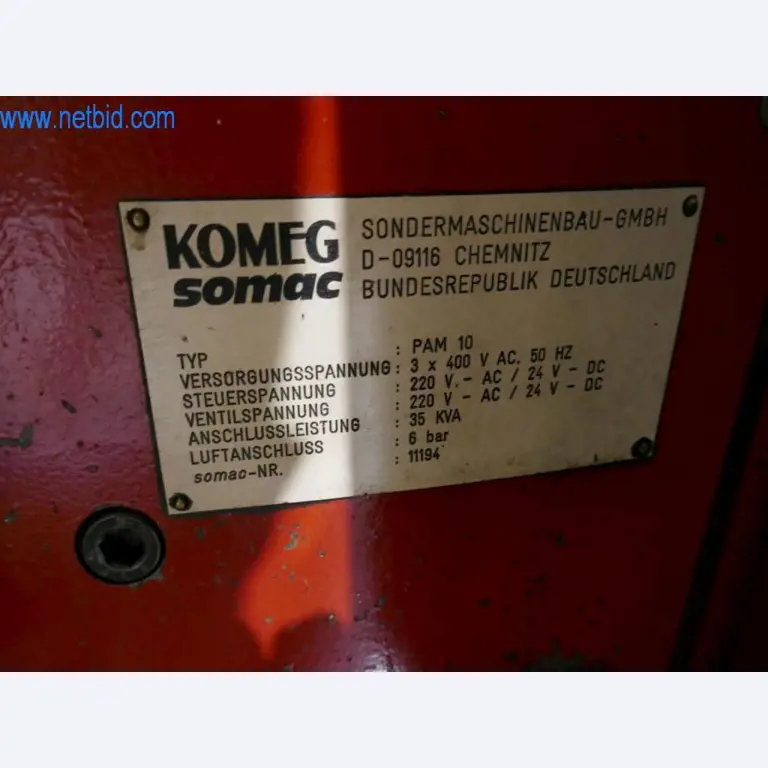 www.netbid.com
KOMEG SONDERMASCHINENBAU-GMBH
somac D-09116 CHEMNITZ
BUNDESREPUBLIK DEUTSCHLAND
TYP : PAM 10
VERSORGUNGSSPANNUNG : 3 x 400 V AC. 50 HZ
STEUERSPANNUNG : 220 V.- AC / 24 V - DC
VENTILSPANNUNG : 220 V - AC / 24 V - DC
ANSCHLUSSLEISTUNG : 35 KVA
LUFTANSCHLUSS : 6 bar
somac-NR. : 11194